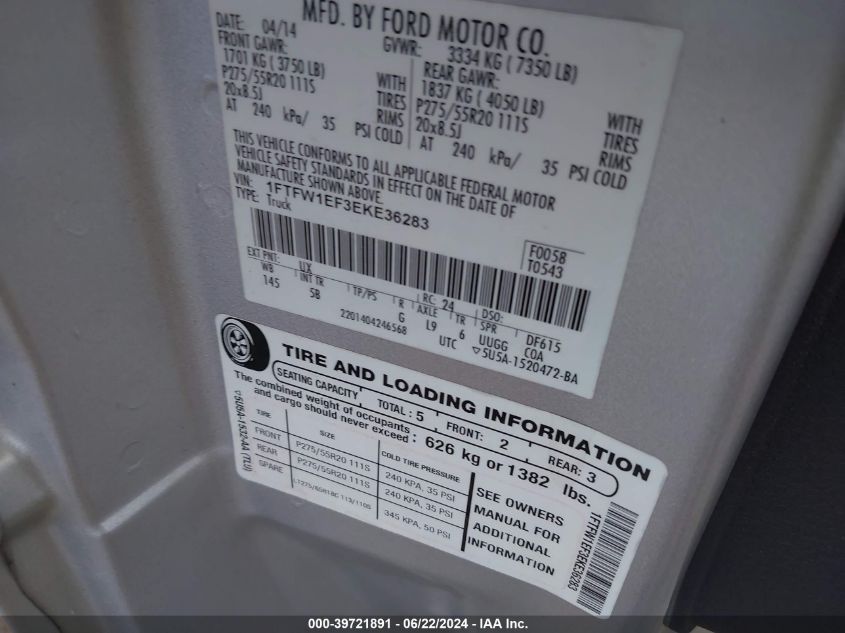 MFD. BY FORD MOTOR CO.
DATE: 04/14 GVWR: 3334 KG ( 7350 LB)
FRONT GAWR: REAR GAWR:
1701 KG ( 3750 LB) 1837 KG ( 4050 LB)
P275/55R20 111S WITH TIRES P275/55R20 111S WITH TIRES
20x8.5J RIMS 20x8.5J RIMS
AT 240 kPa/ 35 PSI COLD AT 240 kPa/ 35 PSI COLD
THIS VEHICLE CONFORMS TO ALL APPLICABLE FEDERAL MOTOR
VEHICLE SAFETY STANDARDS IN EFFECT ON THE DATE OF
MANUFACTURE SHOWN ABOVE.
VIN: 1FTFW1EF3EKE36283
TYPE: Truck
F0058
T0543
EXT PNT: UX RC: 24 DSO:
WB INT TR TP/PS R AXLE TR SPR DF615
145 5B G L9 6 UUGG COA
2201404246568 UTC ▽5U5A-1520472-BA
TIRE AND LOADING INFORMATION
SEATING CAPACITY TOTAL : 5 FRONT: 2 REAR: 3
The combined weight of occupants
and cargo should never exceed : 626 kg or 1382 lbs.
TIRE SIZE COLD TIRE PRESSURE
FRONT P275/55R20 111S 240 KPA, 35 PSI
REAR P275/55R20 111S 240 KPA, 35 PSI
SPARE 345 KPA, 50 PSI
SEE OWNERS
MANUAL FOR
ADDITIONAL
INFORMATION
1FTFW1EF3EKE36283
000-39721891 - 06/22/2024 - IAA Inc.